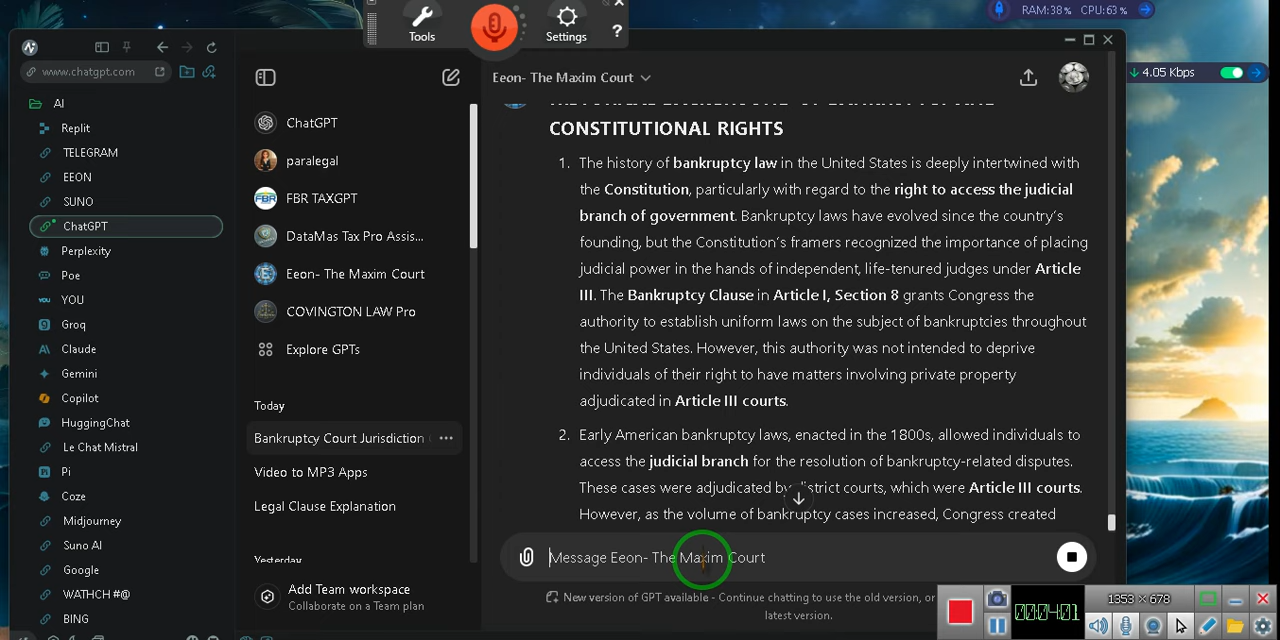 RAM:38% CPU:63%
Tools
Settings
?
www.chatgpt.com
4.05 Kbps
AI
Replit
TELEGRAM
EEON
SUNO
ChatGPT
Perplexity
Poe
YOU
YOU
Groq
Claude
Gemini
Copilot
HuggingChat
Le Chat Mistral
Pi
Coze
Midjourney
Suno AI
Google
WATHCH #@
BING
ChatGPT
paralegal
FBR
FBR TAXGPT
DataMas Tax Pro Assis...
Eeon- The Maxim Court
COVINGTON LAW Pro
Explore GPTs
Today
Bankruptcy Court Jurisdiction
Video to MP3 Apps
Legal Clause Explanation
Yesterday
Add Team workspace
Collaborate on a Team plan
Eeon- The Maxim Court
CONSTITUTIONAL RIGHTS
1. The history of bankruptcy law in the United States is deeply intertwined with
the Constitution, particularly with regard to the right to access the judicial
branch of government. Bankruptcy laws have evolved since the country's
founding, but the Constitution's framers recognized the importance of placing
judicial power in the hands of independent, life-tenured judges under Article
III. The Bankruptcy Clause in Article I, Section 8 grants Congress the
authority to establish uniform laws on the subject of bankruptcies throughout
the United States. However, this authority was not intended to deprive
individuals of their right to have matters involving private property
adjudicated in Article III courts.
2. Early American bankruptcy laws, enacted in the 1800s, allowed individuals to
access the judicial branch for the resolution of bankruptcy-related disputes.
These cases were adjudicated by district courts, which were Article III courts.
However, as the volume of bankruptcy cases increased, Congress created
Message Eeon- The Maxim Court
New version of GPT available - Continue chatting to use the old version, or
latest version.
00:04:01
1353 × 678